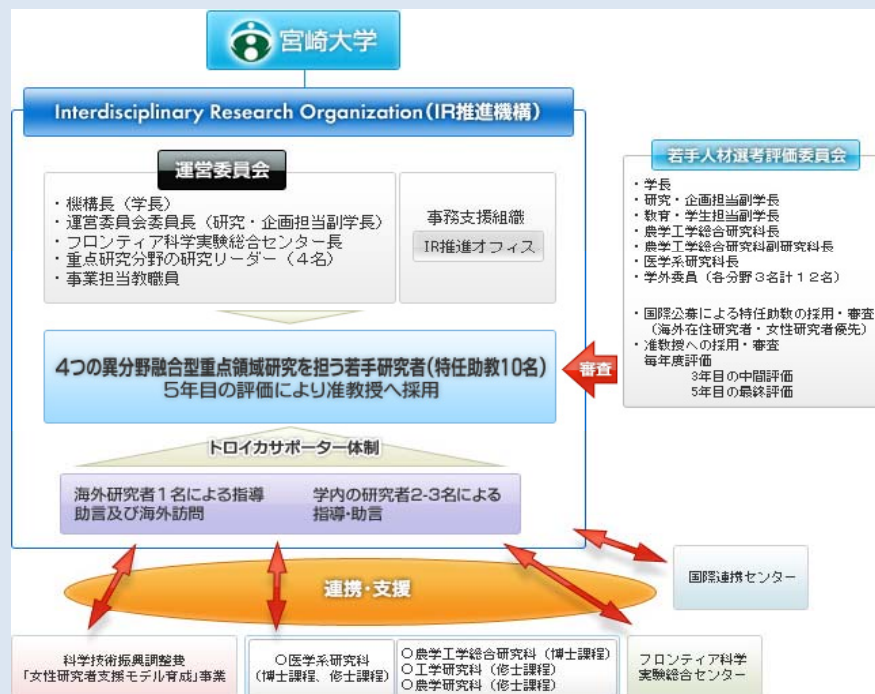 宮崎大学
Interdisciplinary Research Organization(IR推進機構)
運営委員会
・機構長（学長）
・運営委員会委員長（研究・企画担当副学長）
・フロンティア科学実験総合センター長
・重点研究分野の研究リーダー（４名）
・事業担当教職員
事務支援組織
IR推進オフィス
若手人材選考評価委員会
・学長
・研究・企画担当副学長
・教育・学生担当副学長
・農学工学総合研究科長
・農学工学総合研究科副研究科長
・医学系研究科長
・学外委員（各分野３名計１２名）
・国際公募による特任助教の採用・審査
（海外在住研究者・女性研究者優先）
・准教授への採用・審査
毎年度評価
3年目の中間評価
5年目の最終評価
4つの異分野融合型重点領域研究を担う若手研究者(特任助教10名)
5年目の評価により准教授へ採用
審査
トロイカサポーター体制
海外研究者1名による指導
助言及び海外訪問
学内の研究者2-3名による
指導・助言
連携・支援
国際連携センター
科学技術振興調整費
「女性研究者支援モデル育成」事業
○医学系研究科
（博士課程、修士課程）
○農学工学総合研究科（博士課程）
○工学研究科（修士課程）
○農学研究科（修士課程）
フロンティア科学
実験総合センター